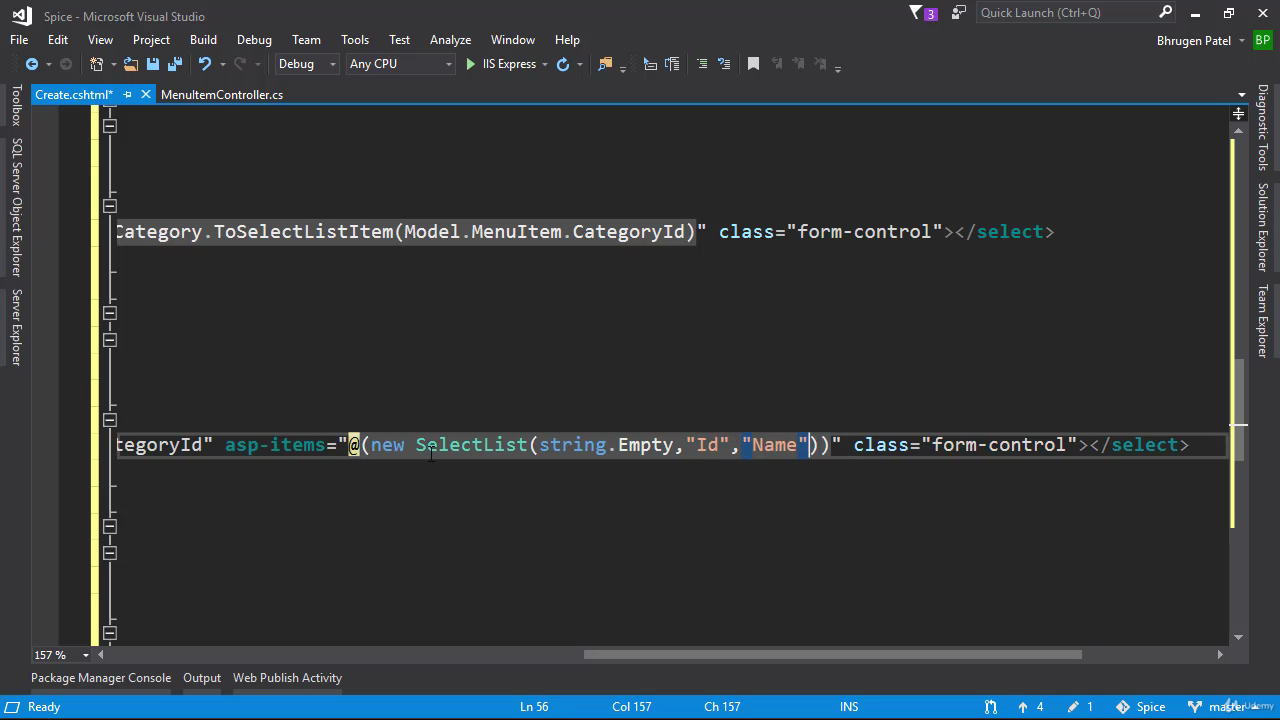 Spice - Microsoft Visual Studio
3
Quick Launch (Ctrl+Q)
File Edit View Project Build Debug Team Tools Test Analyze Window Help
Bhrugen Patel
BP
Debug
Any CPU
IIS Express
Create.cshtml*
MenuItemController.cs
Toolbox
SQL Server Object Explorer
Server Explorer
Category.ToSelectListItem(Model.MenuItem.CategoryId)" class="form-control"></select>
tegoryId" asp-items="@(new SelectList(string.Empty,"Id","Name"))" class="form-control"></select>
Diagnostic Tools
Solution Explorer
Team Explorer
157 %
Package Manager Console
Output
Web Publish Activity
Ready
Ln 56
Col 157
Ch 157
INS
4
1
Spice
master
Udemy